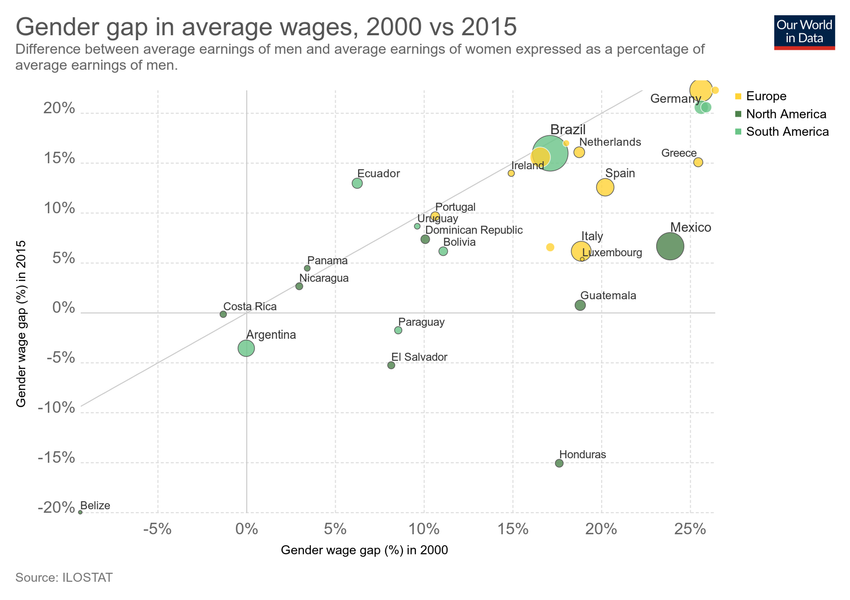 Gender gap in average wages, 2000 vs 2015
Difference between average earnings of men and average earnings of women expressed as a percentage of
average earnings of men.
Our World
in Data
Europe
North America
South America
Gender wage gap (%) in 2015
20%
15%
10%
5%
0%
-5%
-10%
-15%
-20%
Germany
Brazil
Netherlands
Greece
Ireland
Ecuador
Spain
Portugal
Uruguay
Dominican Republic
Bolivia
Mexico
Italy
Luxembourg
Panama
Nicaragua
Guatemala
Costa Rica
Paraguay
Argentina
El Salvador
Honduras
Belize
-5%
0%
5%
10%
15%
20%
25%
Gender wage gap (%) in 2000
Source: ILOSTAT